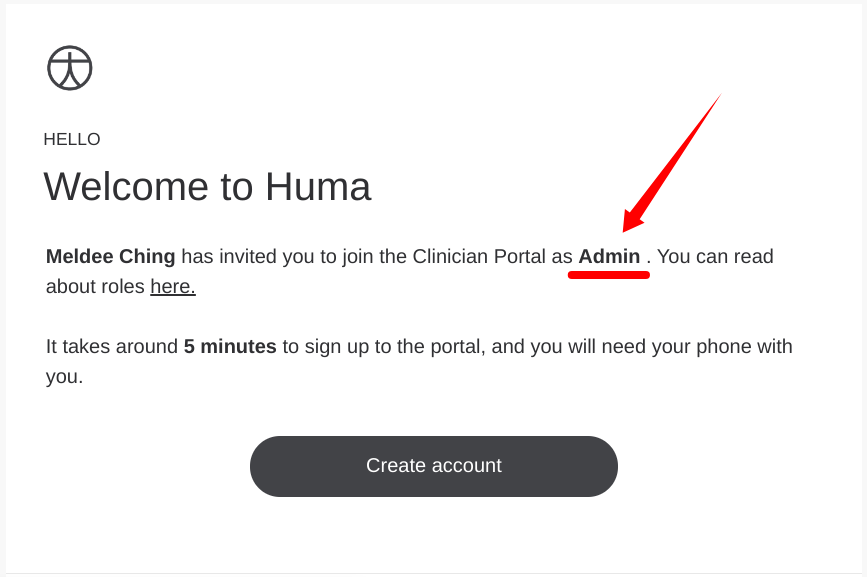 HELLO
Welcome to Huma
Meldee Ching has invited you to join the Clinician Portal as Admin . You can read
about roles here.
It takes around 5 minutes to sign up to the portal, and you will need your phone with
you.
Create account